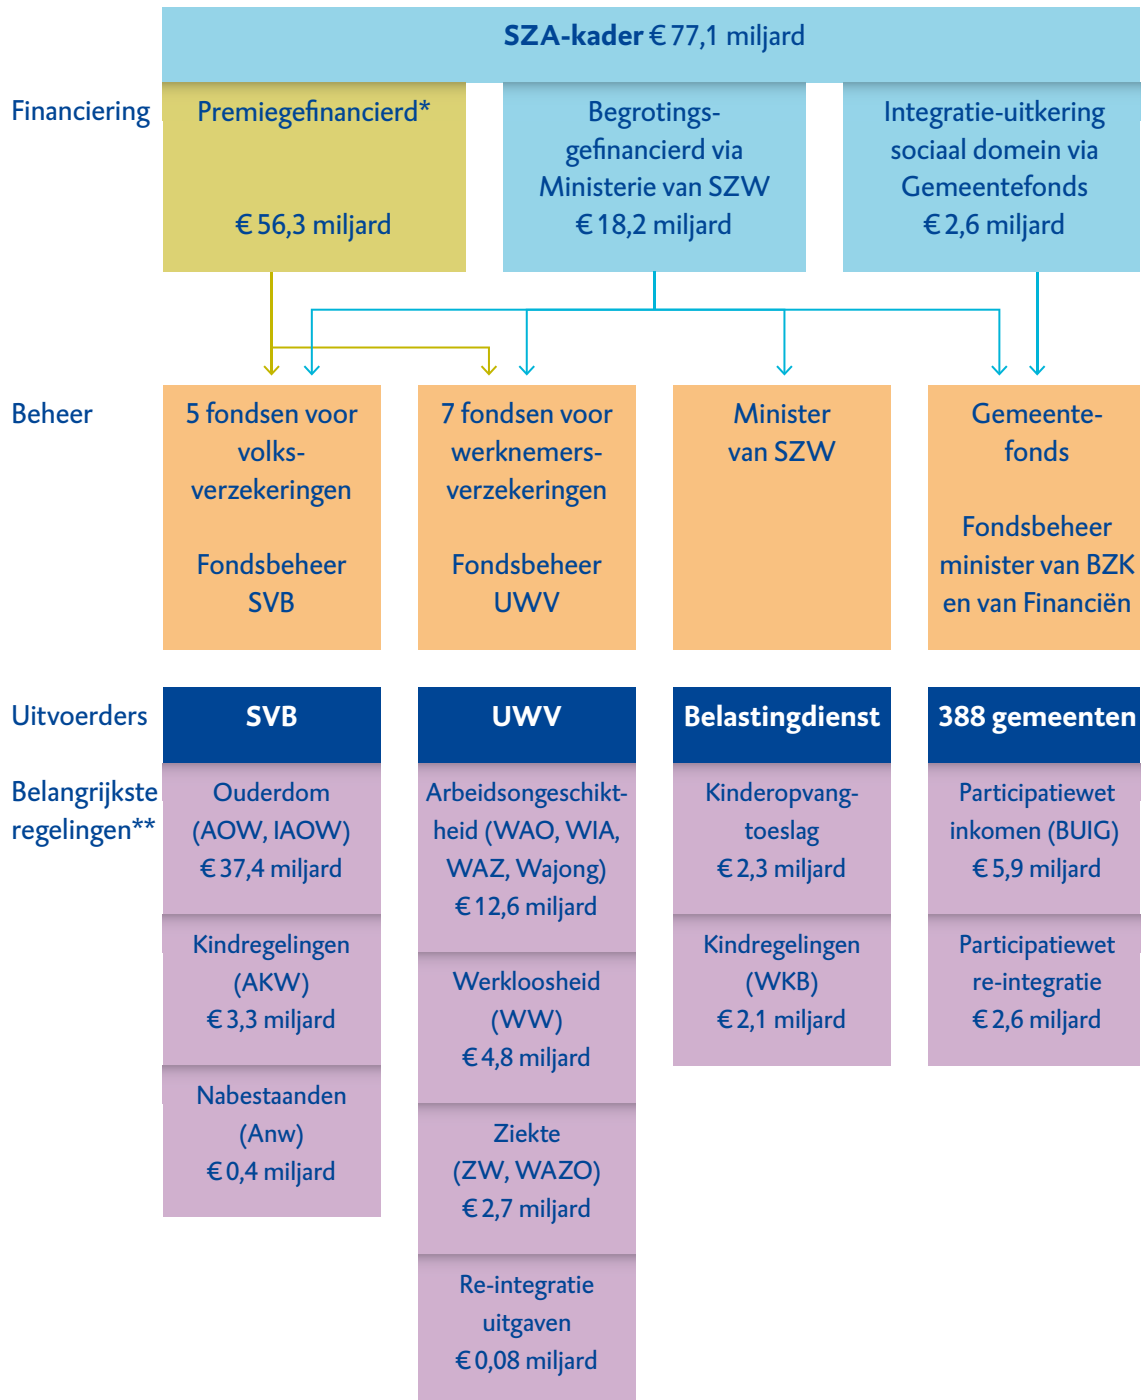 SZA-kader € 77,1 miljard
Financiering
Premiegefinancierd*
€ 56,3 miljard
Begrotings-
gefinancierd via
Ministerie van SZW
€ 18,2 miljard
Integratie-uitkering
sociaal domein via
Gemeentefonds
€ 2,6 miljard
Beheer
5 fondsen voor
volks-
verzekeringen
Fondsbeheer
SVB
7 fondsen voor
werknemers-
verzekeringen
Fondsbeheer
UWV
Minister
van SZW
Gemeente-
fonds
Fondsbeheer
minister van BZK
en van Financiën
Uitvoerders
SVB
UWV
Belastingdienst
388 gemeenten
Belangrijkste
regelingen**
Ouderdom
(AOW, IAOW)
€ 37,4 miljard
Kindregelingen
(AKW)
€ 3,3 miljard
Nabestaanden
(Anw)
€ 0,4 miljard
Arbeidsongeschikt-
heid (WAO, WIA,
WAZ, Wajong)
€ 12,6 miljard
Werkloosheid
(WW)
€ 4,8 miljard
Ziekte
(ZW, WAZO)
€ 2,7 miljard
Re-integratie
uitgaven
€ 0,08 miljard
Kinderopvang-
toeslag
€ 2,3 miljard
Kindregelingen
(WKB)
€ 2,1 miljard
Participatiewet
inkomen (BUIG)
€ 5,9 miljard
Participatiewet
re-integratie
€ 2,6 miljard